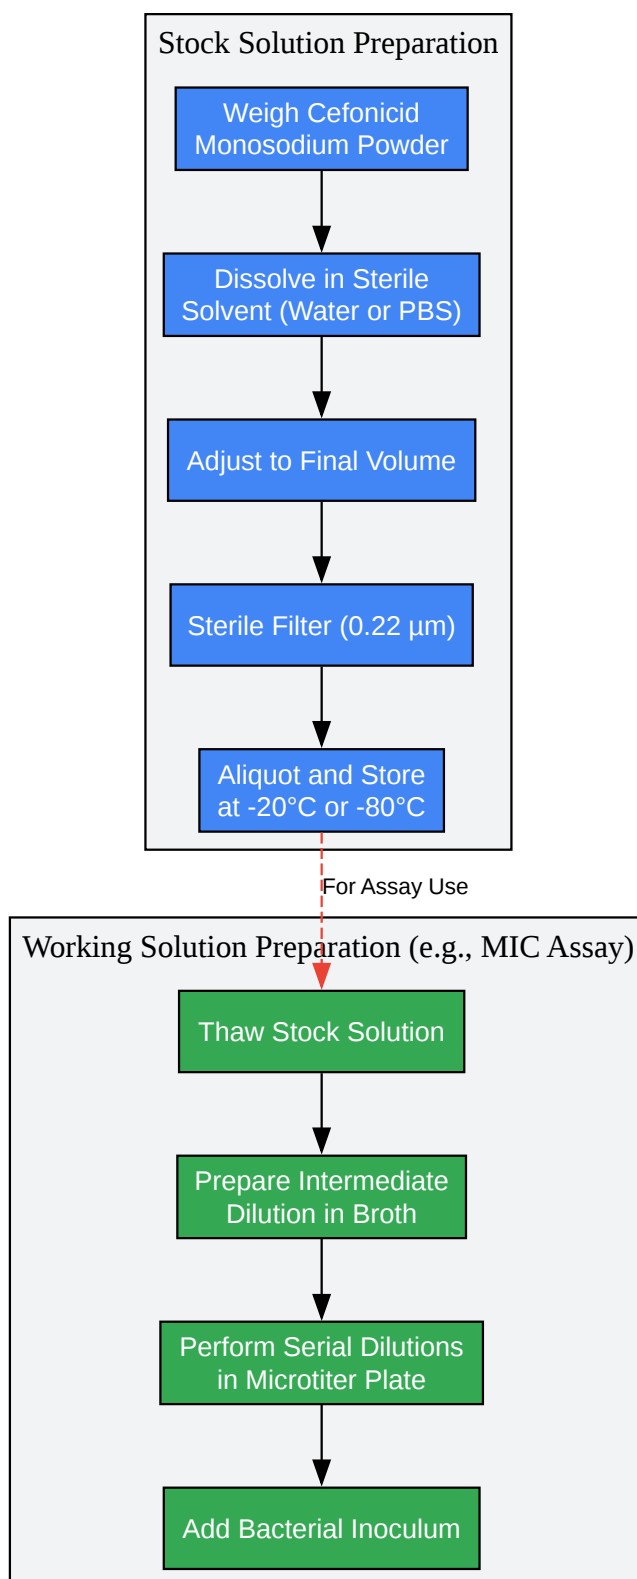 Stock Solution Preparation
Weigh Cefonicid
Monosodium Powder
Dissolve in Sterile
Solvent (Water or PBS)
Adjust to Final Volume
Sterile Filter (0.22 µm)
Aliquot and Store
at -20°C or -80°C
For Assay Use
Working Solution Preparation (e.g., MIC Assay)
Thaw Stock Solution
Prepare Intermediate
Dilution in Broth
Perform Serial Dilutions
in Microtiter Plate
Add Bacterial Inoculum